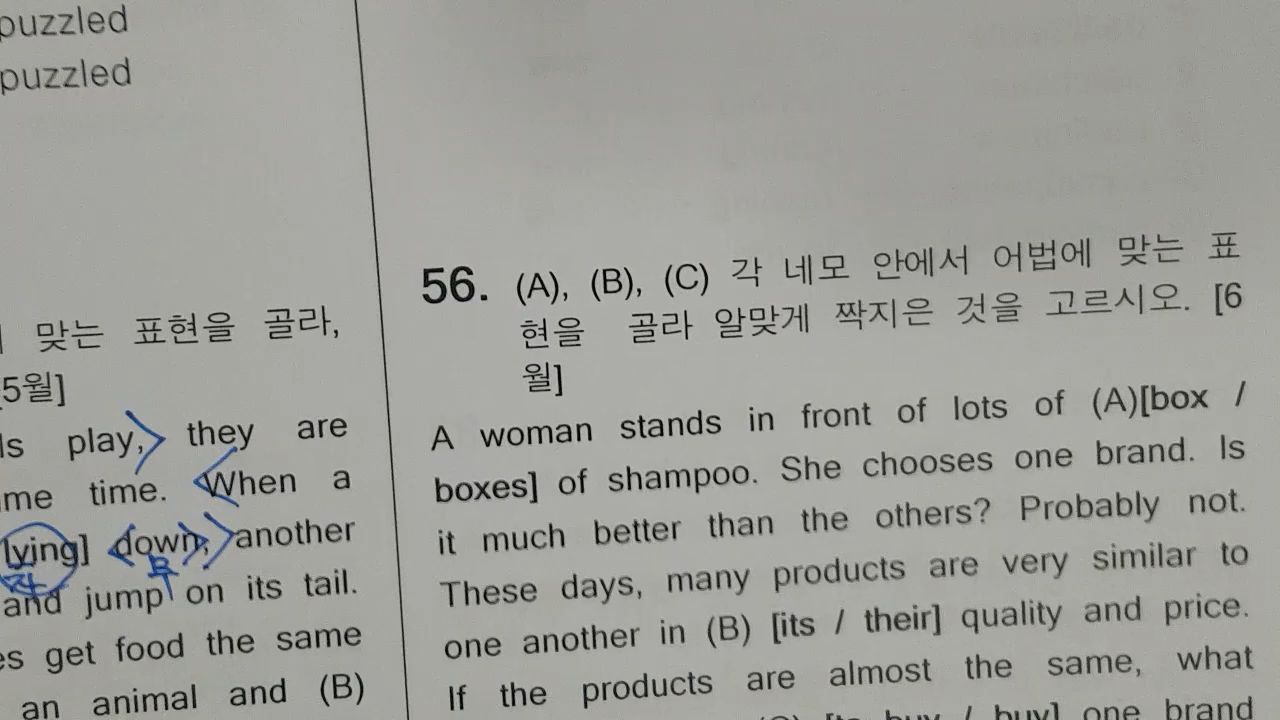 puzzled
puzzled
맞는 표현을 골라,
5월]
play, they are
time. When a
lying] down, another
and jump on its tail.
get food the same
an animal and (B)
56. (A), (B), (C) 각 네모 안에서 어법에 맞는 표
현을 골라 알맞게 짝지은 것을 고르시오. [6
월]
A woman stands in front of lots of (A)[box /
boxes] of shampoo. She chooses one brand. Is
it much better than the others? Probably not.
These days, many products are very similar to
one another in (B) [its / their] quality and price.
If the products are almost the same, what
buy / buy] one brand